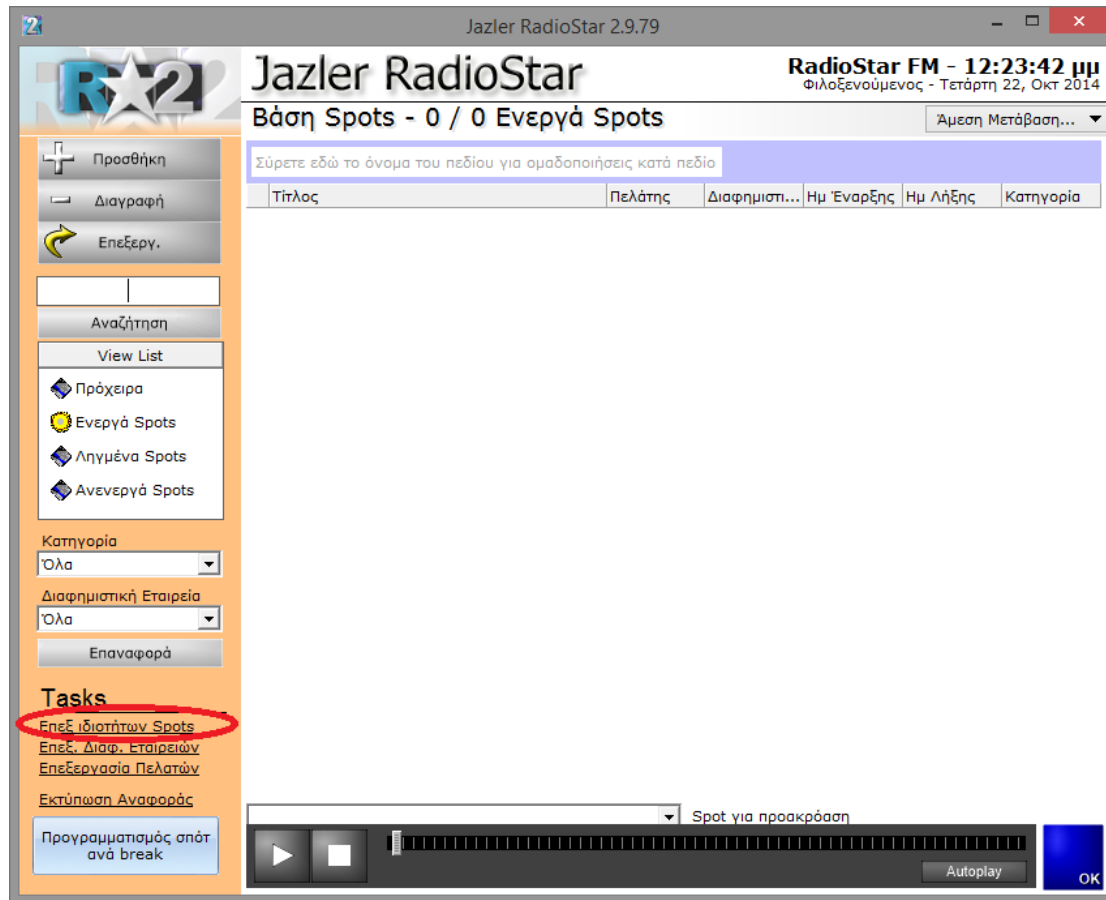 Jazler RadioStar 2.9.79
R 2
Jazler RadioStar
RadioStar FM - 12:23:42 μμ
Φιλοξενούμενος - Τετάρτη 22, Οκτ 2014
Βάση Spots - 0 / 0 Ενεργά Spots
Άμεση Μετάβαση...
Προσθήκη
Διαγραφή
Επεξεργ.
Αναζήτηση
View List
Πρόχειρα
Ενεργά Spots
Ληγμένα Spots
Ανενεργά Spots
Κατηγορία
Όλα
Διαφημιστική Εταιρεία
Όλα
Επαναφορά
Tasks
Επεξ ιδιοτήτων Spots
Επεξ. Διαφ. Εταιρειών
Επεξεργασία Πελατών
Εκτύπωση Αναφοράς
Προγραμματισμός σπότ
ανά break
Σύρετε εδώ το όνομα του πεδίου για ομαδοποιήσεις κατά πεδίο
Τίτλος Πελάτης Διαφημιστι... Ημ Έναρξης Ημ Λήξης Κατηγορία
Spot για προακρόαση
Autoplay
OK